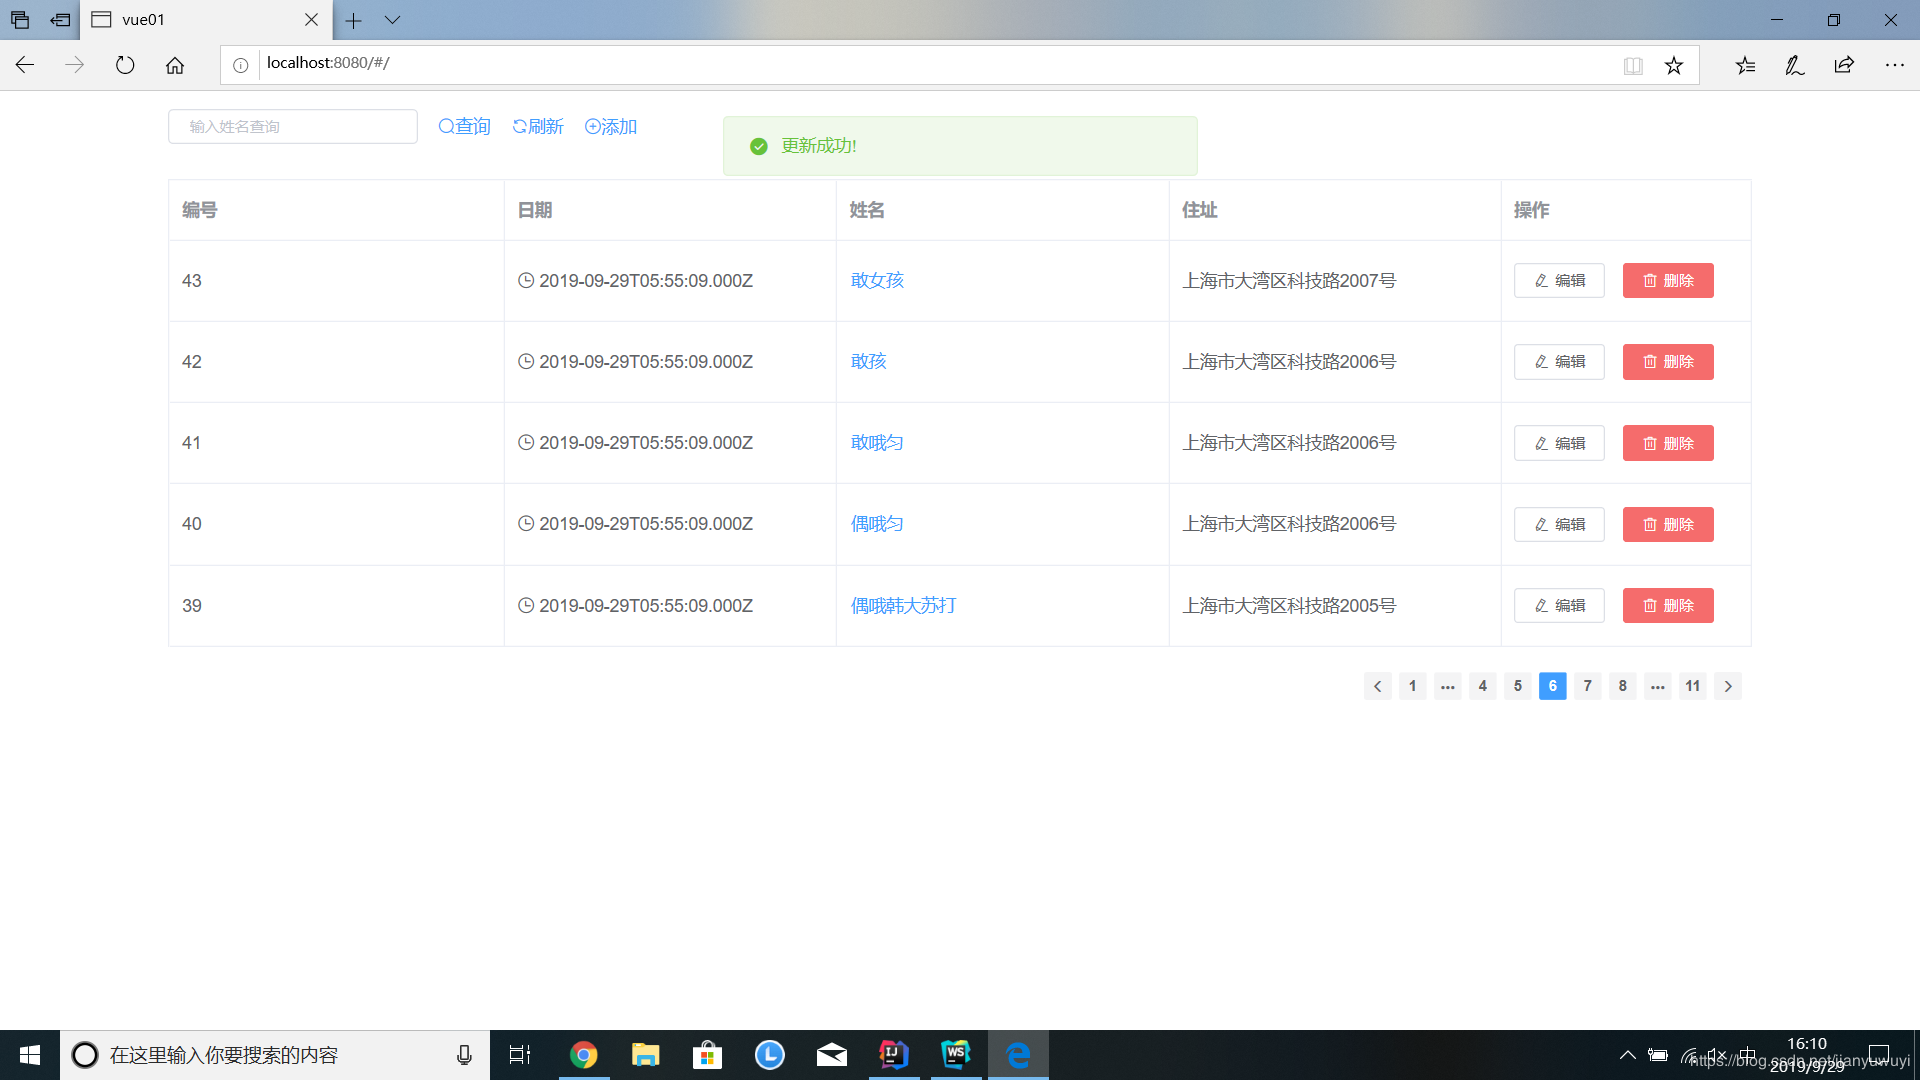 vue01
localhost:8080/#/
输入姓名查询 查询 刷新 添加
更新成功!
编号 日期 姓名 住址 操作
43 2019-09-29T05:55:09.000Z 敢女孩 上海市大湾区科技路2007号 编辑 删除
42 2019-09-29T05:55:09.000Z 敢孩 上海市大湾区科技路2006号 编辑 删除
41 2019-09-29T05:55:09.000Z 敢哦匀 上海市大湾区科技路2006号 编辑 删除
40 2019-09-29T05:55:09.000Z 偶哦匀 上海市大湾区科技路2006号 编辑 删除
39 2019-09-29T05:55:09.000Z 偶哦韩大苏打 上海市大湾区科技路2005号 编辑 删除
1 ••• 4 5 6 7 8 ••• 11
在这里输入你要搜索的内容
IJ
WS
中
16:10
2019/9/29
https://blog.csdn.net/jianyuwuyi